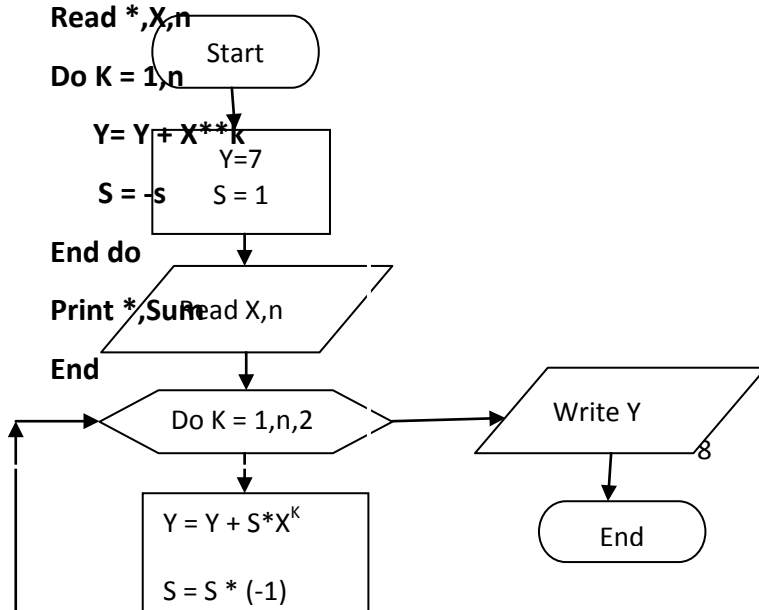 Read *,X,n
Start
Do K = 1,n
Y= Y + X**k
Y=7
S = -s
S = 1
End do
Print *,Sum
Read X,n
End
Do K = 1,n,2
Write Y
8
Y = Y + S*X^K
End
S = S * (-1)